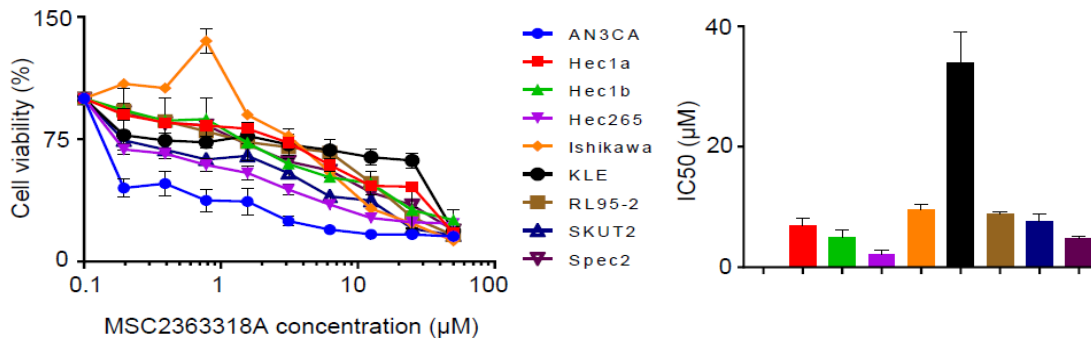 150
75
0
Cell viability (%)
0.1
1
10
100
MSC2363318A concentration (µM)
AN3CA
Hec1a
Hec1b
Hec265
Ishikawa
KLE
RL95-2
SKUT2
Spec2
40
20
0
IC50 (µM)